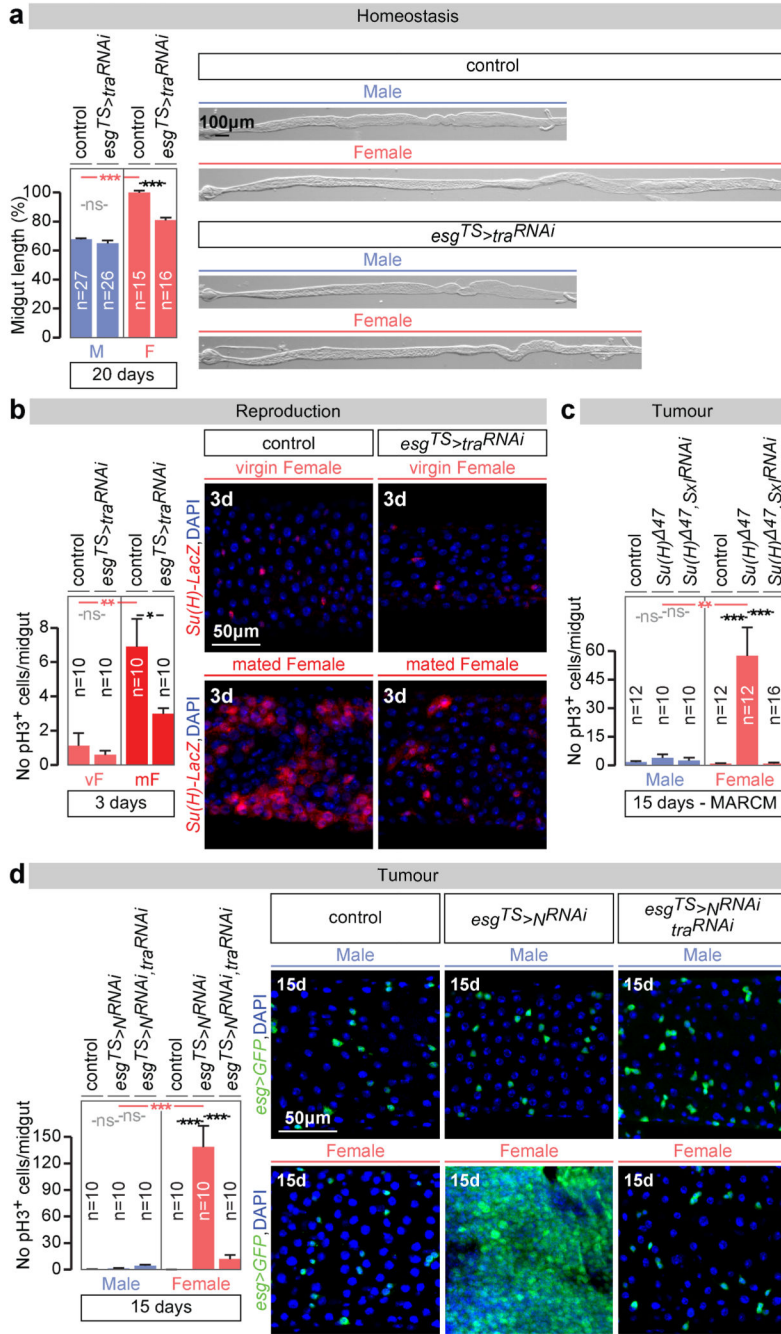 a
Homeostasis
control
esgTS>traRNAi
control
esgTS>traRNAi
Midgut length (%)
100
80
60
40
20
0
***
***
-ns-
n=27
n=26
n=15
n=16
M
F
20 days
control
Male
100µm
Female
esgTS>traRNAi
Male
Female
b
Reproduction
control
esgTS>traRNAi
control
esgTS>traRNAi
No pH3+ cells/midgut
8
6
4
2
0
**
-ns-
*
n=10
n=10
n=10
n=10
vF
mF
3 days
control
esgTS>traRNAi
virgin Female
virgin Female
Su(H)-LacZ,DAPI
3d
3d
50µm
mated Female
mated Female
Su(H)-LacZ,DAPI
3d
3d
c
Tumour
control
Su(H)Δ47
Su(H)Δ47,SxlRNAi
control
Su(H)Δ47
Su(H)Δ47,SxlRNAi
No pH3+ cells/midgut
60
45
30
15
0
-ns-
-ns-
**
***
***
n=12
n=10
n=10
n=12
n=12
n=16
Male
Female
15 days - MARCM
d
Tumour
control
esgTS>NRNAi
esgTS>NRNAi,traRNAi
control
esgTS>NRNAi
esgTS>NRNAi,traRNAi
No pH3+ cells/midgut
150
120
90
60
30
0
***
-ns-
-ns-
***
***
n=10
n=10
n=10
n=10
n=10
n=10
Male
Female
15 days
control
esgTS>NRNAi
esgTS>NRNAi
traRNAi
Male
Male
Male
esg>GFP,DAPI
15d
15d
15d
50µm
Female
Female
Female
esg>GFP,DAPI
15d
15d
15d